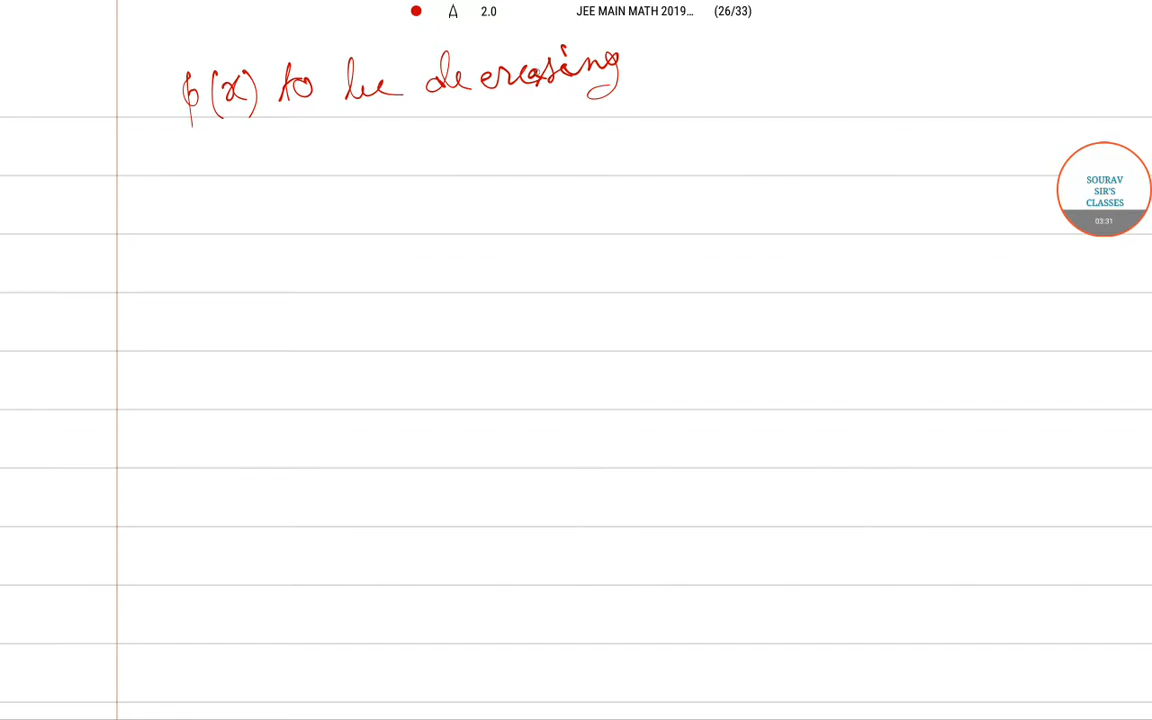 2.0 JEE MAIN MATH 2019... (26/33)
ϕ(x) to be decreasing
SOURAV
SIR'S
CLASSES
03:31